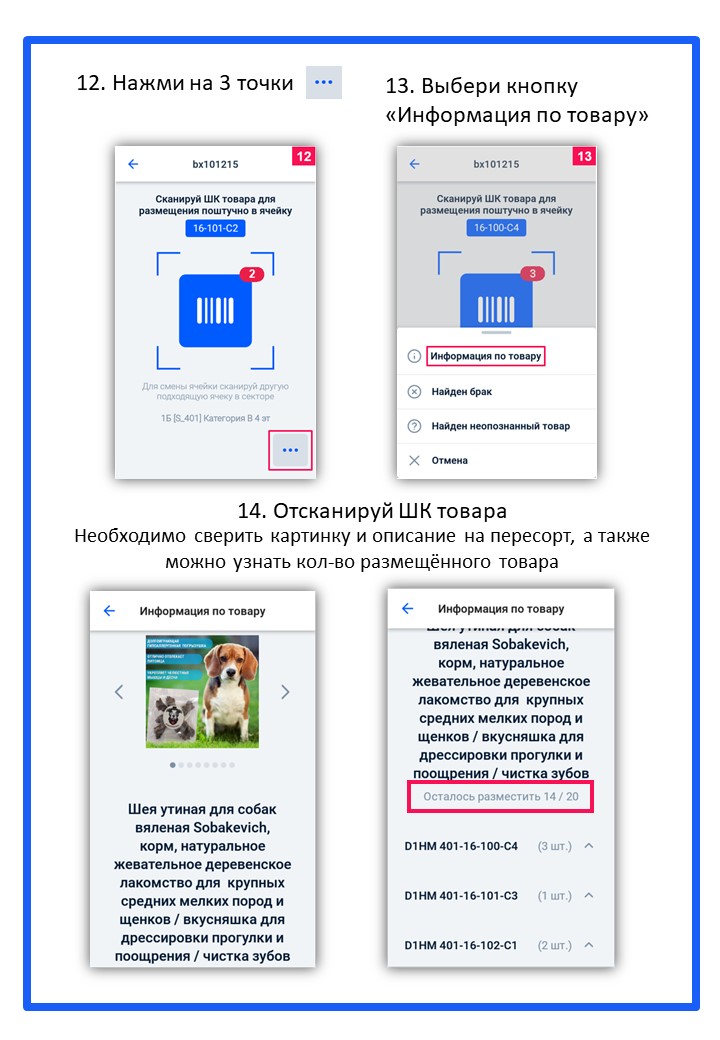 12. Нажми на 3 точки
13. Выбери кнопку
«Информация по товару»
bx101215
12
Сканируй ШК товара для
размещения поштучно в ячейку
16-101-C2
2
Для смены ячейки сканируй другую
подходящую ячеку в секторе
1Б [S_401] Категория B 4 эт
bx101215
13
Сканируй ШК товара для
размещения поштучно в ячейку
16-100-C4
3
Информация по товару
Найден брак
Найден неопознанный товар
Отмена
14. Отсканируй ШК товара
Необходимо сверить картинку и описание на пересорт, а также
можно узнать кол-во размещённого товара
Информация по товару
Шея утиная для собак
вяленая Sobakevich,
корм, натуральное
жевательное деревенское
лакомство для крупных
средних мелких пород и
щенков / вкусняшка для
дрессировки прогулки и
поощрения / чистка зубов
Информация по товару
Шея утиная для собак
вяленая Sobakevich,
корм, натуральное
жевательное деревенское
лакомство для крупных
средних мелких пород и
щенков / вкусняшка для
дрессировки прогулки и
поощрения / чистка зубов
Осталось разместить 14 / 20
D1HM 401-16-100-C4 (3 шт.)
D1HM 401-16-101-C3 (1 шт.)
D1HM 401-16-102-C1 (2 шт.)